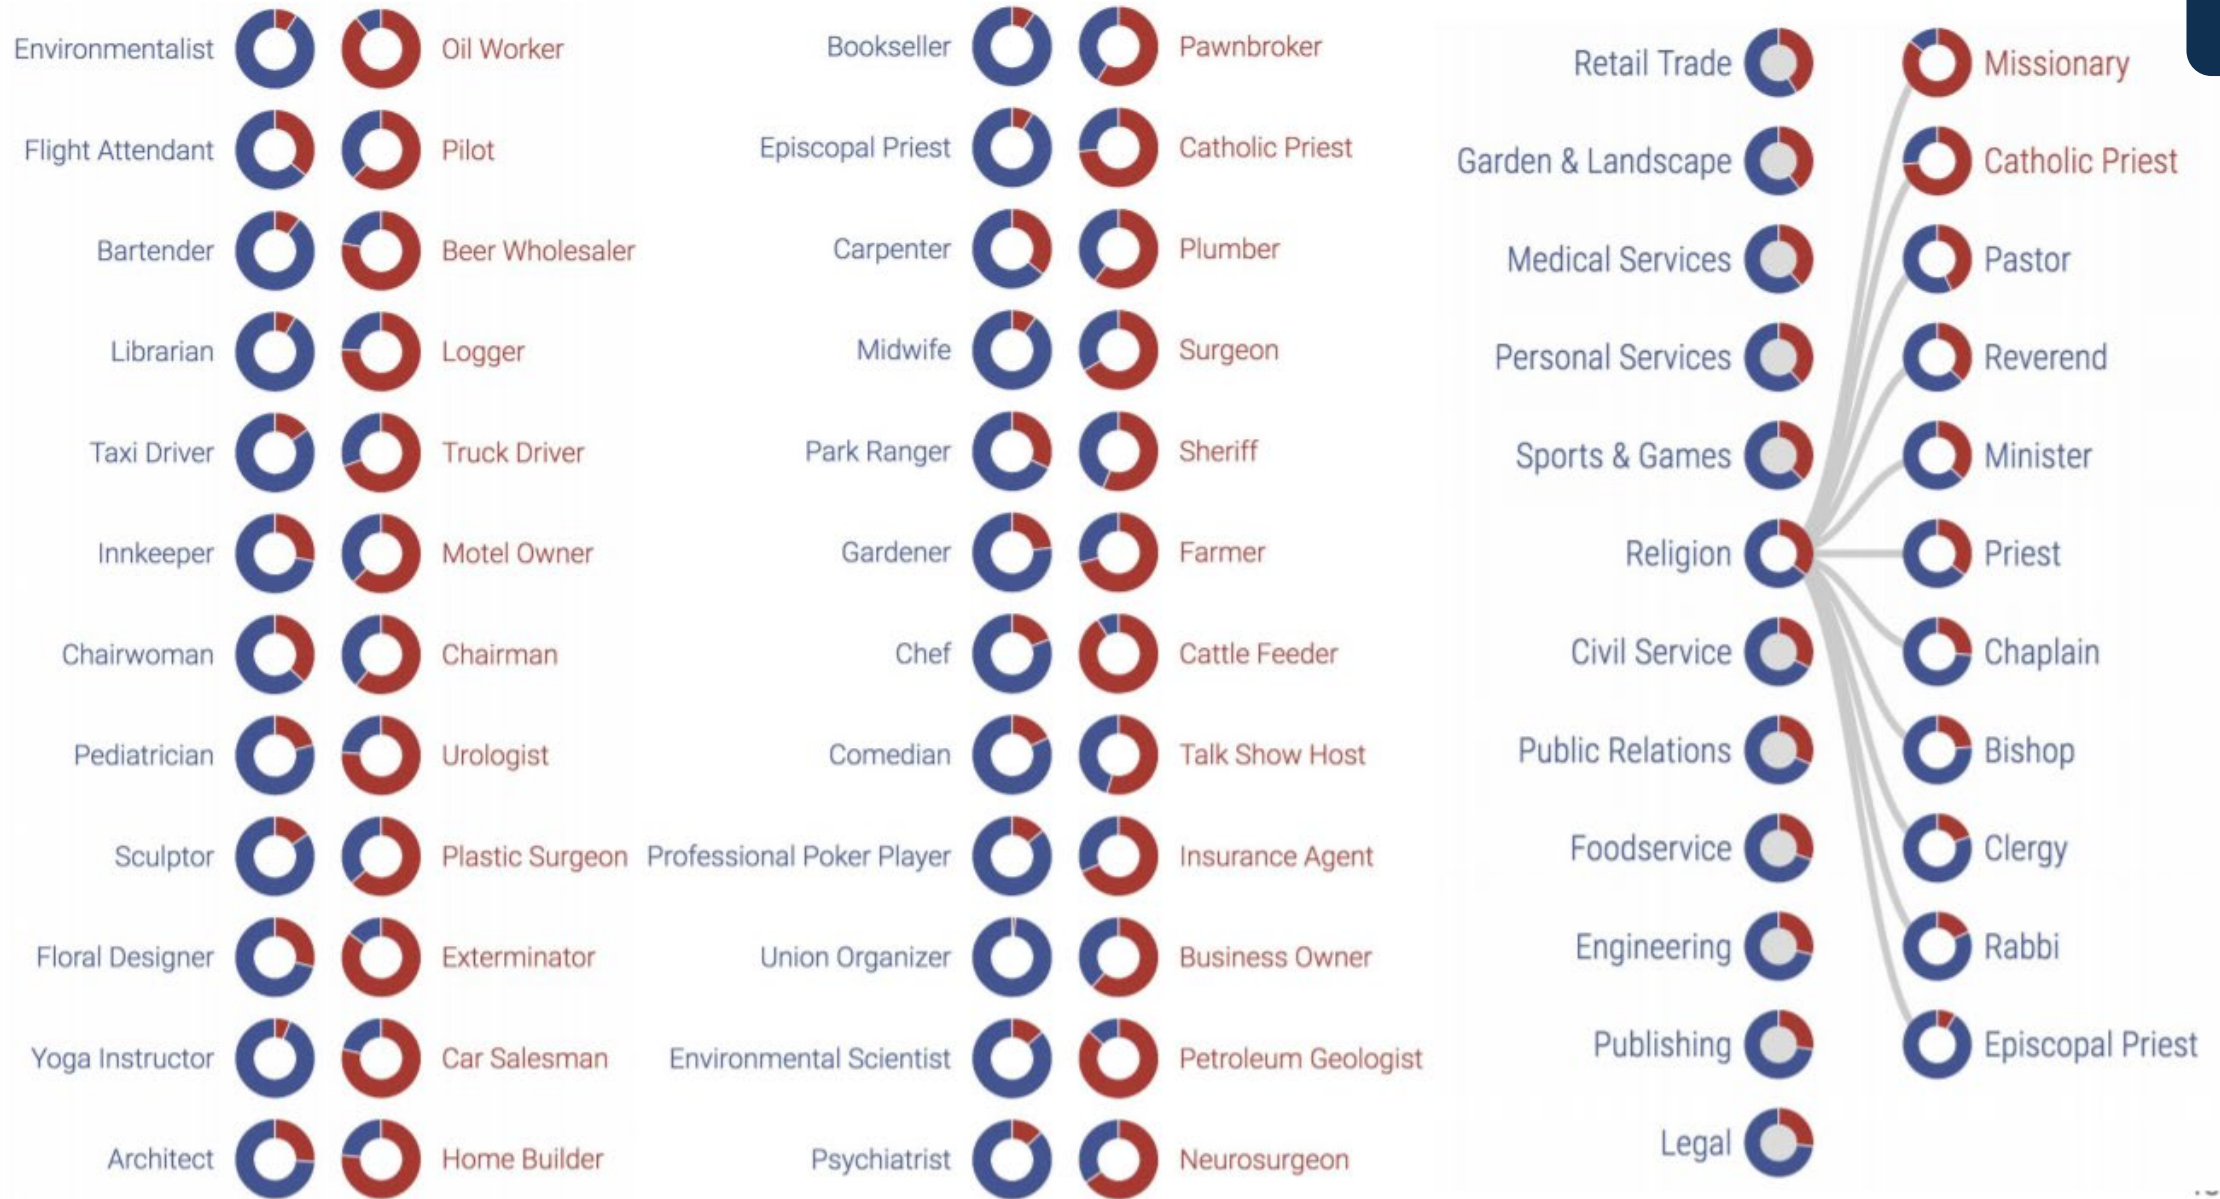 Environmentalist Oil Worker
Flight Attendant Pilot
Bartender Beer Wholesaler
Librarian Logger
Taxi Driver Truck Driver
Innkeeper Motel Owner
Chairwoman Chairman
Pediatrician Urologist
Sculptor Plastic Surgeon
Floral Designer Exterminator
Yoga Instructor Car Salesman
Architect Home Builder
Bookseller Pawnbroker
Episcopal Priest Catholic Priest
Carpenter Plumber
Midwife Surgeon
Park Ranger Sheriff
Gardener Farmer
Chef Cattle Feeder
Comedian Talk Show Host
Professional Poker Player Insurance Agent
Union Organizer Business Owner
Environmental Scientist Petroleum Geologist
Psychiatrist Neurosurgeon
Retail Trade Missionary
Garden & Landscape Catholic Priest
Medical Services Pastor
Personal Services Reverend
Sports & Games Minister
Religion Priest
Civil Service Chaplain
Public Relations Bishop
Foodservice Clergy
Engineering Rabbi
Publishing Episcopal Priest
Legal